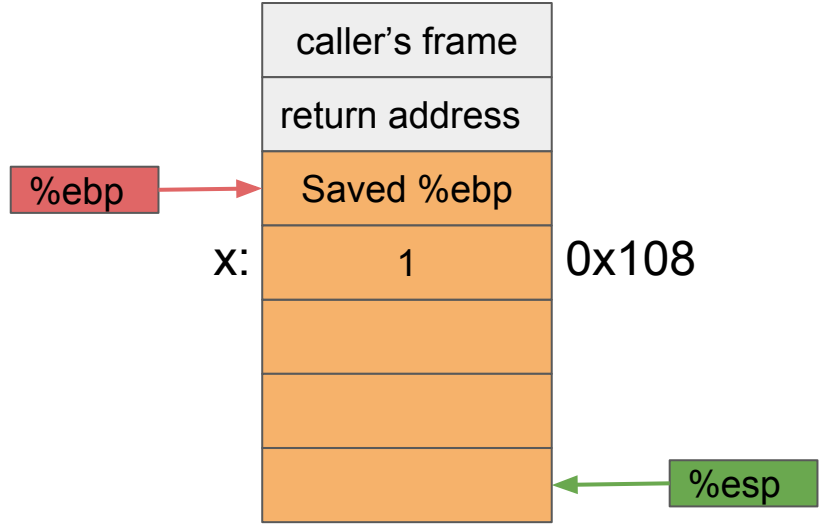 caller’s frame
return address
%ebp
Saved %ebp
x:
1
0x108
%esp